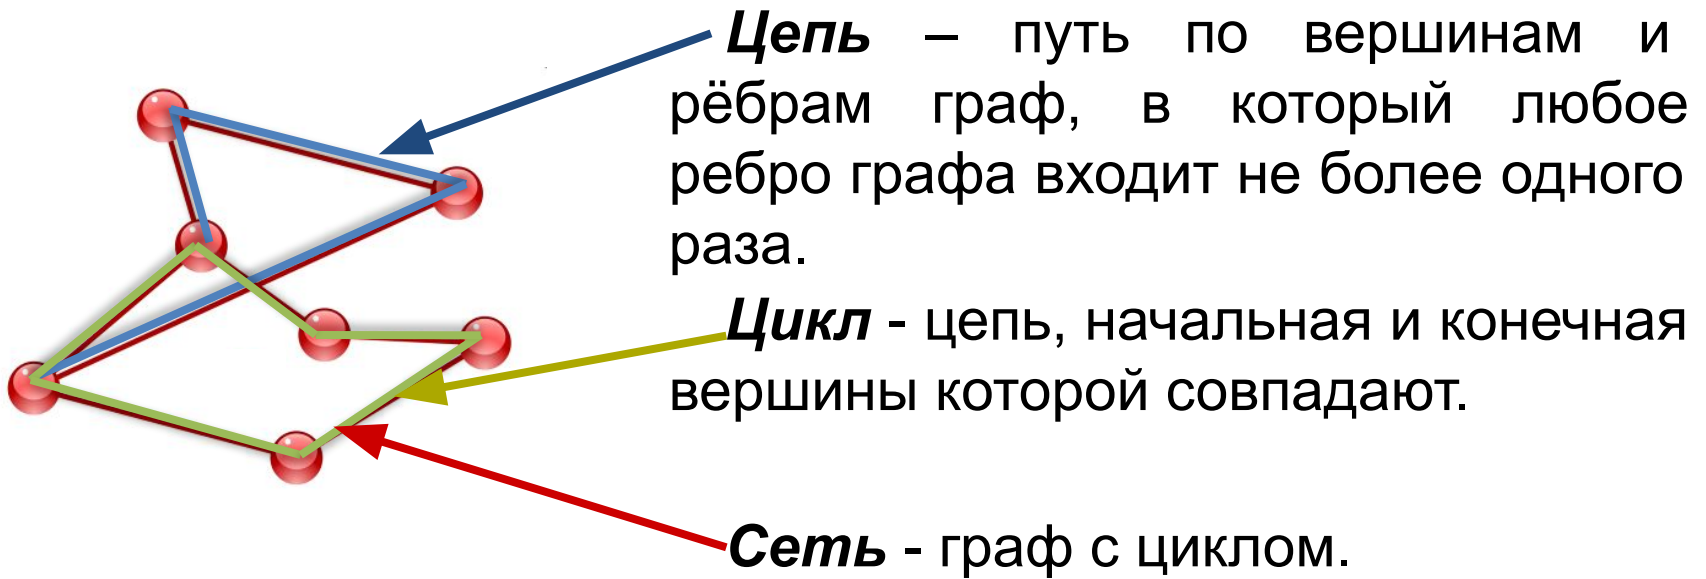 Цепь – путь по вершинам и
рёбрам граф, в который любое
ребро графа входит не более одного
раза.
Цикл - цепь, начальная и конечная
вершины которой совпадают.
Сеть - граф с циклом.